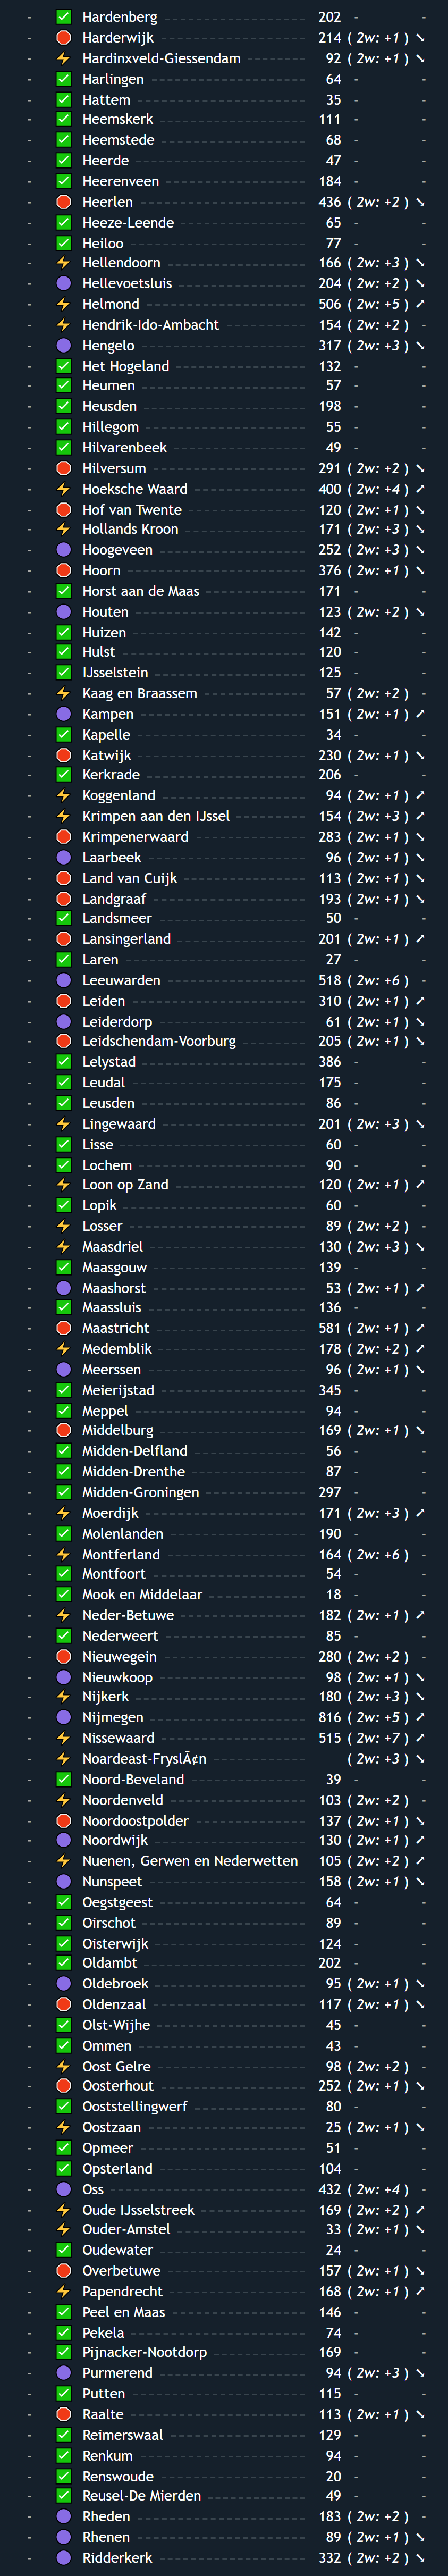 - ✅ Hardenberg 202 - -
- 🛑 Harderwijk 214 ( 2w: +1 ) ↘
- ⚡ Hardinxveld-Giessendam 92 ( 2w: +1 ) ↘
- ✅ Harlingen 64 - -
- ✅ Hattem 35 - -
- ✅ Heemskerk 111 - -
- ✅ Heemstede 68 - -
- ✅ Heerde 47 - -
- ✅ Heerenveen 184 - -
- 🛑 Heerlen 436 ( 2w: +2 ) ↘
- ✅ Heeze-Leende 65 - -
- ✅ Heiloo 77 - -
- ⚡ Hellendoorn 166 ( 2w: +3 ) ↘
- 🟣 Hellevoetsluis 204 ( 2w: +2 ) ↘
- ⚡ Helmond 506 ( 2w: +5 ) ↗
- ⚡ Hendrik-Ido-Ambacht 154 ( 2w: +2 ) -
- 🟣 Hengelo 317 ( 2w: +3 ) ↘
- ✅ Het Hogeland 132 - -
- ✅ Heumen 57 - -
- ✅ Heusden 198 - -
- ✅ Hillegom 55 - -
- ✅ Hilvarenbeek 49 - -
- 🛑 Hilversum 291 ( 2w: +2 ) ↘
- ⚡ Hoeksche Waard 400 ( 2w: +4 ) ↗
- 🛑 Hof van Twente 120 ( 2w: +1 ) ↘
- ⚡ Hollands Kroon 171 ( 2w: +3 ) ↘
- 🟣 Hoogeveen 252 ( 2w: +3 ) ↘
- 🛑 Hoorn 376 ( 2w: +1 ) ↘
- ✅ Horst aan de Maas 171 - -
- 🟣 Houten 123 ( 2w: +2 ) ↘
- ✅ Huizen 142 - -
- ✅ Hulst 120 - -
- ✅ IJsselstein 125 - -
- ⚡ Kaag en Braassem 57 ( 2w: +2 ) -
- 🟣 Kampen 151 ( 2w: +1 ) ↗
- ✅ Kapelle 34 - -
- 🛑 Katwijk 230 ( 2w: +1 ) ↘
- ✅ Kerkrade 206 - -
- ⚡ Koggenland 94 ( 2w: +1 ) ↗
- ⚡ Krimpen aan den IJssel 154 ( 2w: +3 ) ↗
- 🛑 Krimpenerwaard 283 ( 2w: +1 ) ↘
- 🟣 Laarbeek 96 ( 2w: +1 ) ↘
- 🛑 Land van Cuijk 113 ( 2w: +1 ) ↘
- 🛑 Landgraaf 193 ( 2w: +1 ) ↘
- ✅ Landsmeer 50 - -
- 🛑 Lansingerland 201 ( 2w: +1 ) ↗
- ✅ Laren 27 - -
- 🟣 Leeuwarden 518 ( 2w: +6 ) -
- 🛑 Leiden 310 ( 2w: +1 ) ↗
- 🟣 Leiderdorp 61 ( 2w: +1 ) ↘
- 🛑 Leidschendam-Voorburg 205 ( 2w: +1 ) ↘
- ✅ Lelystad 386 - -
- ✅ Leudal 175 - -
- ✅ Leusden 86 - -
- ⚡ Lingewaard 201 ( 2w: +3 ) ↘
- ✅ Lisse 60 - -
- ✅ Lochem 90 - -
- ⚡ Loon op Zand 120 ( 2w: +1 ) ↗
- ✅ Lopik 60 - -
- ⚡ Losser 89 ( 2w: +2 ) -
- ⚡ Maasdriel 130 ( 2w: +3 ) ↘
- ✅ Maasgouw 139 - -
- 🟣 Maashorst 53 ( 2w: +1 ) ↗
- ✅ Maassluis 136 - -
- 🛑 Maastricht 581 ( 2w: +1 ) ↗
- ⚡ Medemblik 178 ( 2w: +2 ) ↗
- 🟣 Meerssen 96 ( 2w: +1 ) ↘
- ✅ Meierijstad 345 - -
- ✅ Meppel 94 - -
- 🛑 Middelburg 169 ( 2w: +1 ) ↘
- ✅ Midden-Delfland 56 - -
- ✅ Midden-Drenthe 87 - -
- ✅ Midden-Groningen 297 - -
- ⚡ Moerdijk 171 ( 2w: +3 ) ↗
- ✅ Molenlanden 190 - -
- ⚡ Montferland 164 ( 2w: +6 ) -
- ✅ Montfoort 54 - -
- ✅ Mook en Middelaar 18 - -
- ⚡ Neder-Betuwe 182 ( 2w: +1 ) ↗
- ✅ Nederweert 85 - -
- 🛑 Nieuwegein 280 ( 2w: +2 ) -
- 🟣 Nieuwkoop 98 ( 2w: +1 ) ↘
- ⚡ Nijkerk 180 ( 2w: +3 ) ↘
- 🟣 Nijmegen 816 ( 2w: +5 ) ↗
- ⚡ Nissewaard 515 ( 2w: +7 ) ↗
- ⚡ Noardeast-FryslÃ¢n ( 2w: +3 ) ↘
- ✅ Noord-Beveland 39 - -
- ⚡ Noordenveld 103 ( 2w: +2 ) -
- 🛑 Noordoostpolder 137 ( 2w: +1 ) ↘
- 🟣 Noordwijk 130 ( 2w: +1 ) ↗
- ⚡ Nuenen, Gerwen en Nederwetten 105 ( 2w: +2 ) ↗
- 🟣 Nunspeet 158 ( 2w: +1 ) ↘
- ✅ Oegstgeest 64 - -
- ✅ Oirschot 89 - -
- ✅ Oisterwijk 124 - -
- ✅ Oldambt 202 - -
- 🟣 Oldebroek 95 ( 2w: +1 ) ↘
- 🛑 Oldenzaal 117 ( 2w: +1 ) ↘
- ✅ Olst-Wijhe 45 - -
- ✅ Ommen 43 - -
- ⚡ Oost Gelre 98 ( 2w: +2 ) -
- 🛑 Oosterhout 252 ( 2w: +1 ) ↘
- ✅ Ooststellingwerf 80 - -
- ⚡ Oostzaan 25 ( 2w: +1 ) ↘
- ✅ Opmeer 51 - -
- ✅ Opsterland 104 - -
- 🟣 Oss 432 ( 2w: +4 ) -
- ⚡ Oude IJsselstreek 169 ( 2w: +2 ) ↗
- ⚡ Ouder-Amstel 33 ( 2w: +1 ) ↘
- ✅ Oudewater 24 - -
- 🛑 Overbetuwe 157 ( 2w: +1 ) ↘
- ⚡ Papendrecht 168 ( 2w: +1 ) ↗
- ✅ Peel en Maas 146 - -
- ✅ Pekela 74 - -
- ✅ Pijnacker-Nootdorp 169 - -
- 🟣 Purmerend 94 ( 2w: +3 ) ↘
- ✅ Putten 115 - -
- 🛑 Raalte 113 ( 2w: +1 ) ↘
- ✅ Reimerswaal 129 - -
- ✅ Renkum 94 - -
- ✅ Renswoude 20 - -
- ✅ Reusel-De Mierden 49 - -
- 🟣 Rheden 183 ( 2w: +2 ) -
- 🟣 Rhenen 89 ( 2w: +1 ) ↘
- 🟣 Ridderkerk 332 ( 2w: +2 ) ↘